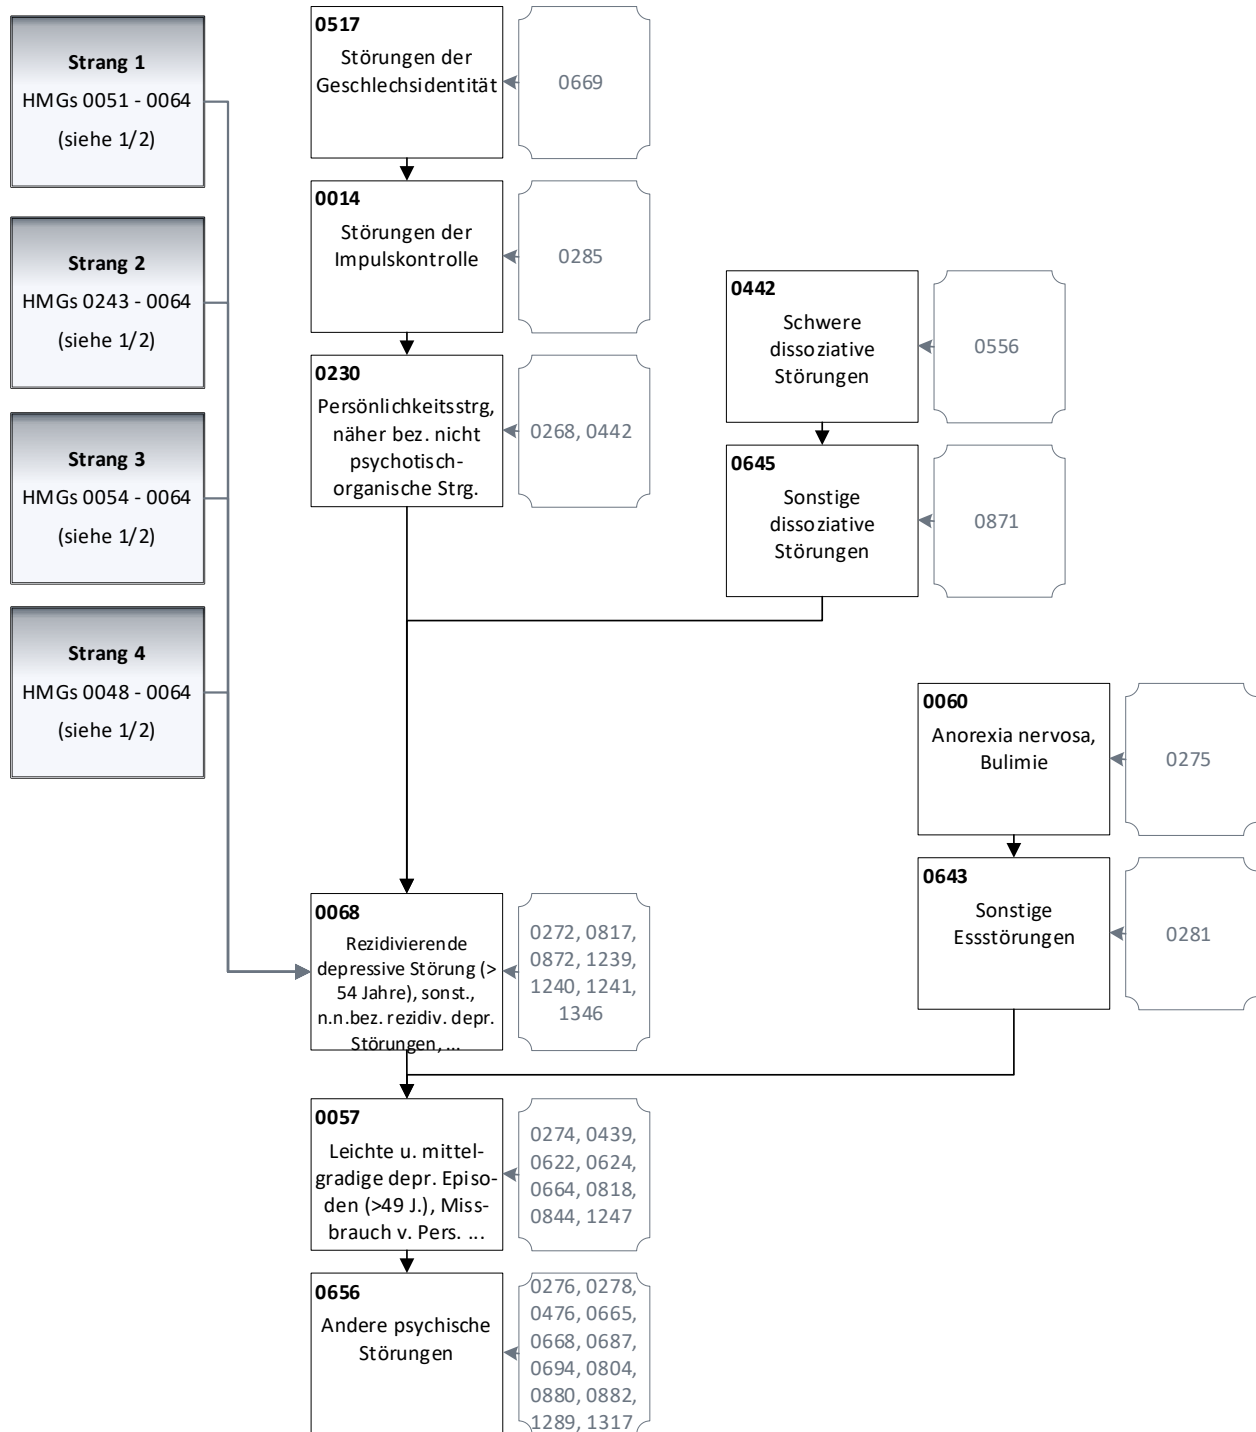 Strang 1
HMGs 0051 - 0064
(siehe 1/2)
Strang 2
HMGs 0243 - 0064
(siehe 1/2)
Strang 3
HMGs 0054 - 0064
(siehe 1/2)
Strang 4
HMGs 0048 - 0064
(siehe 1/2)
0517
Störungen der
Geschlechsidentität
0669
0014
Störungen der
Impulskontrolle
0285
0230
Persönlichkeitsstrg,
näher bez. nicht
psychotisch-
organische Strg.
0268, 0442
0442
Schwere
dissoziative
Störungen
0556
0645
Sonstige
dissoziative
Störungen
0871
0060
Anorexia nervosa,
Bulimie
0275
0643
Sonstige
Essstörungen
0281
0068
Rezidivierende
depressive Störung (>
54 Jahre), sonst.,
n.n.bez. rezidiv. depr.
Störungen, ...
0272, 0817,
0872, 1239,
1240, 1241,
1346
0057
Leichte u. mittel-
gradige depr. Episo-
den (>49 J.), Miss-
brauch v. Pers. ...
0274, 0439,
0622, 0624,
0664, 0818,
0844, 1247
0656
Andere psychische
Störungen
0276, 0278,
0476, 0665,
0668, 0687,
0694, 0804,
0880, 0882,
1289, 1317